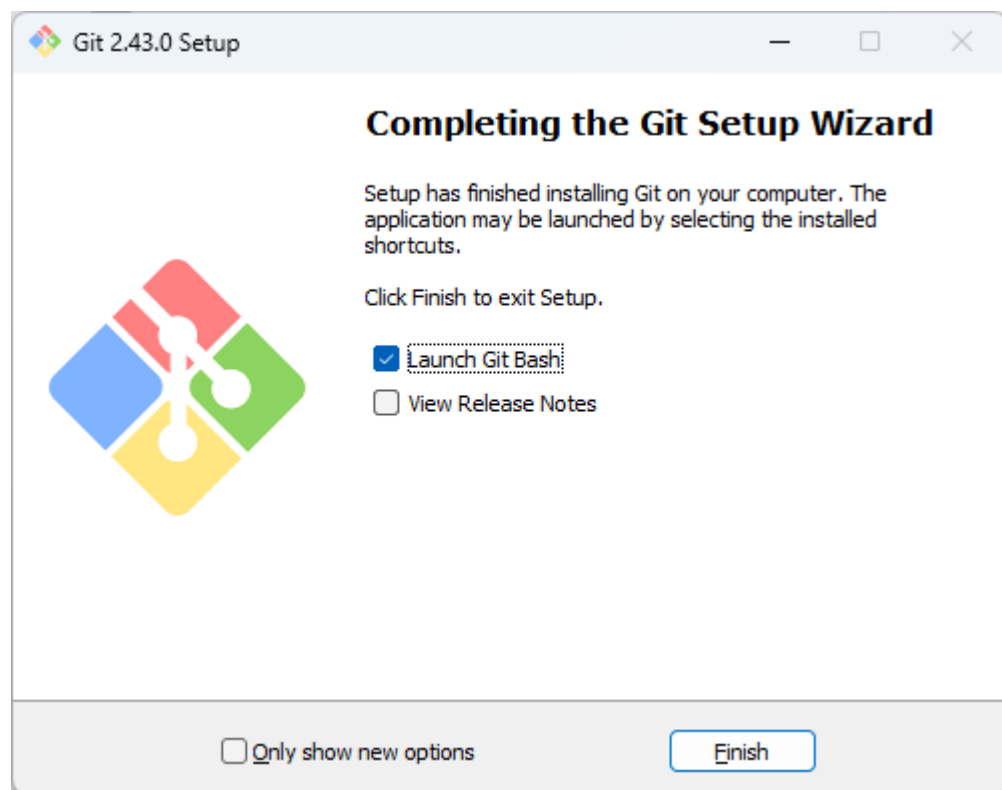 Git 2.43.0 Setup
Completing the Git Setup Wizard
Setup has finished installing Git on your computer. The
application may be launched by selecting the installed
shortcuts.
Click Finish to exit Setup.
Launch Git Bash
View Release Notes
Only show new options
Finish